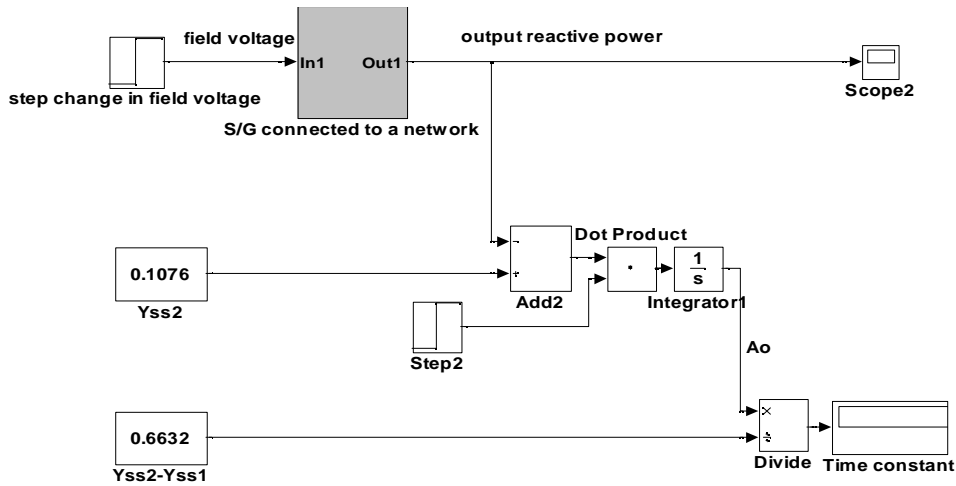 field voltage
output reactive power
In1
Out1
step change in field voltage
Scope2
S/G connected to a network
0.1076
Yss2
−
+
Add2
Dot Product
.
1
s
Integrator1
Step2
Ao
0.6632
Yss2-Yss1
×
÷
Divide
Time constant